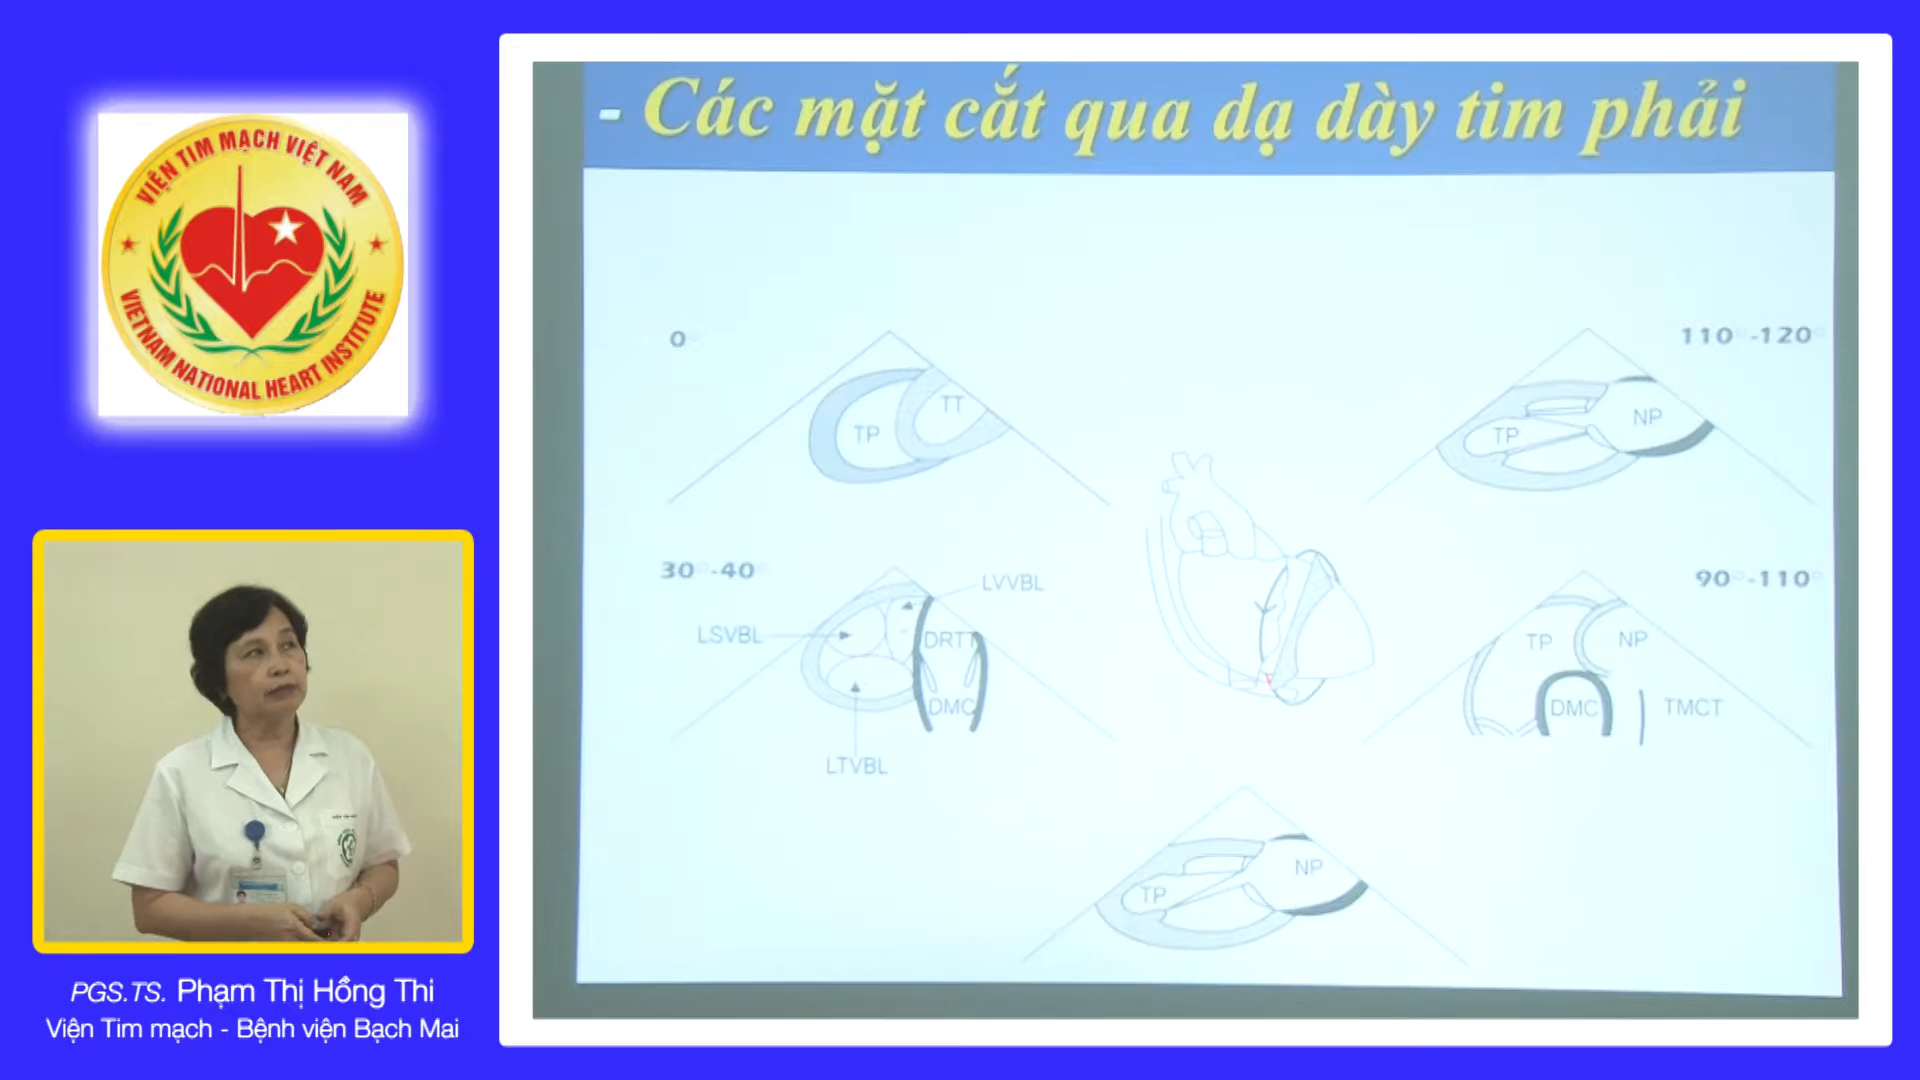 VIỆN TIM MẠCH VIỆT NAM
VIETNAM NATIONAL HEART INSTITUTE
PGS.TS. Phạm Thị Hồng Thi
Viện Tim mạch - Bệnh viện Bạch Mai
- Các mặt cắt qua dạ dày tim phải
0°
TT
TP
110°-120°
NP
TP
30°-40°
LVVBL
LSVBL
DRTT
DMC
LTVBL
90°-110°
TP
NP
DMC
TMCT
NP
TP